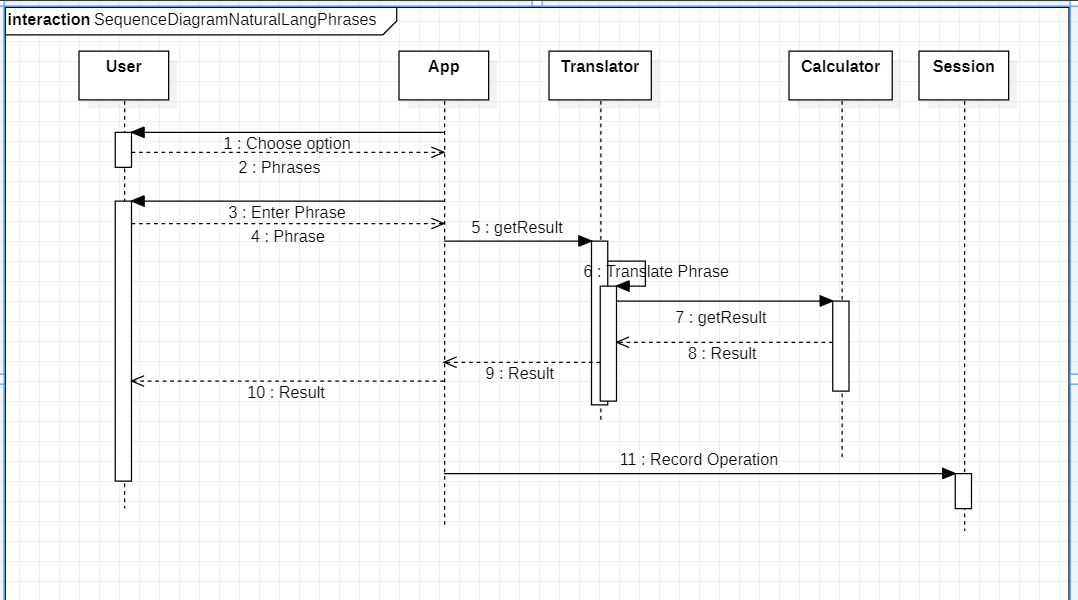 interaction SequenceDiagramNaturalLangPhrases
User
App
Translator
Calculator
Session
1 : Choose option
2 : Phrases
3 : Enter Phrase
4 : Phrase
5 : getResult
6 : Translate Phrase
7 : getResult
8 : Result
9 : Result
10 : Result
11 : Record Operation